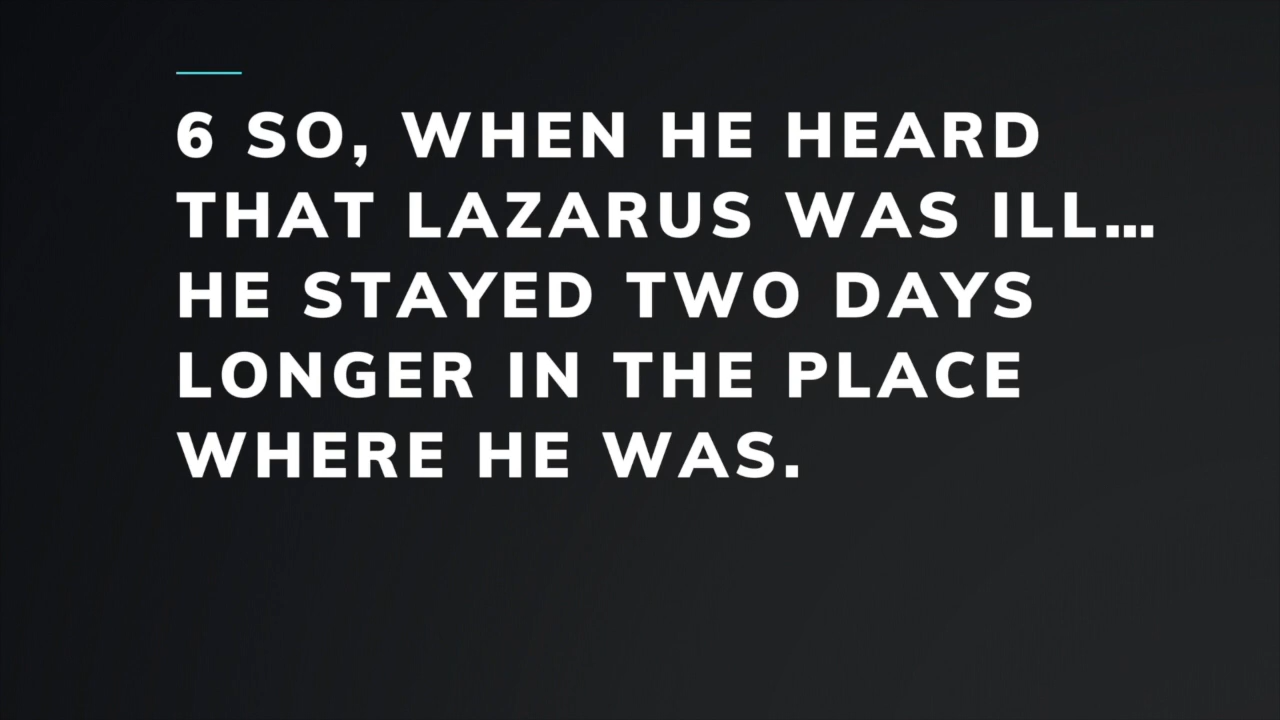 6 SO, WHEN HE HEARD
THAT LAZARUS WAS ILL…
HE STAYED TWO DAYS
LONGER IN THE PLACE
WHERE HE WAS.